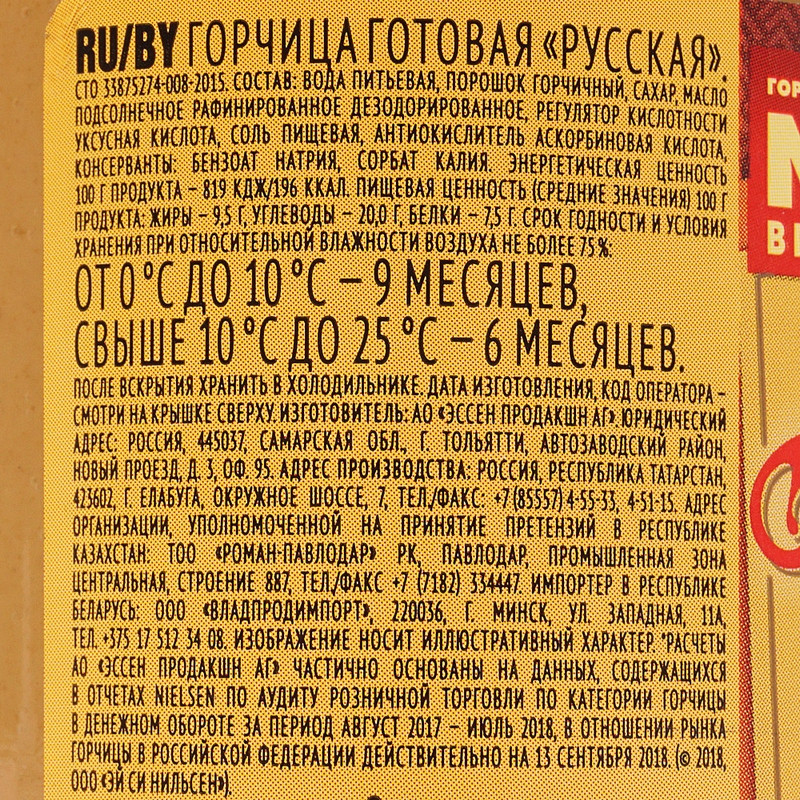 RU/BY ГОРЧИЦА ГОТОВАЯ «РУССКАЯ».
СТО 33875274-008-2015. СОСТАВ: ВОДА ПИТЬЕВАЯ, ПОРОШОК ГОРЧИЧНЫЙ, САХАР, МАСЛО
ПОДСОЛНЕЧНОЕ РАФИНИРОВАННОЕ ДЕЗОДОРИРОВАННОЕ, РЕГУЛЯТОР КИСЛОТНОСТИ
УКСУСНАЯ КИСЛОТА, СОЛЬ ПИЩЕВАЯ, АНТИОКИСЛИТЕЛЬ АСКОРБИНОВАЯ КИСЛОТА,
КОНСЕРВАНТЫ: БЕНЗОАТ НАТРИЯ, СОРБАТ КАЛИЯ. ЭНЕРГЕТИЧЕСКАЯ ЦЕННОСТЬ
100 Г ПРОДУКТА – 819 КДЖ/196 ККАЛ. ПИЩЕВАЯ ЦЕННОСТЬ (СРЕДНИЕ ЗНАЧЕНИЯ) 100 Г
ПРОДУКТА: ЖИРЫ – 9,5 Г, УГЛЕВОДЫ – 20,0 Г, БЕЛКИ – 7,5 Г. СРОК ГОДНОСТИ И УСЛОВИЯ
ХРАНЕНИЯ ПРИ ОТНОСИТЕЛЬНОЙ ВЛАЖНОСТИ ВОЗДУХА НЕ БОЛЕЕ 75%:
ОТ 0 °С ДО 10 °С – 9 МЕСЯЦЕВ,
СВЫШЕ 10 °С ДО 25 °С – 6 МЕСЯЦЕВ.
ПОСЛЕ ВСКРЫТИЯ ХРАНИТЬ В ХОЛОДИЛЬНИКЕ. ДАТА ИЗГОТОВЛЕНИЯ, КОД ОПЕРАТОРА –
СМОТРИ НА КРЫШКЕ СВЕРХУ. ИЗГОТОВИТЕЛЬ: АО «ЭССЕН ПРОДАКШН АГ». ЮРИДИЧЕСКИЙ
АДРЕС: РОССИЯ, 445037, САМАРСКАЯ ОБЛ., Г. ТОЛЬЯТТИ, АВТОЗАВОДСКИЙ РАЙОН,
НОВЫЙ ПРОЕЗД, Д. 3, ОФ. 95. АДРЕС ПРОИЗВОДСТВА: РОССИЯ, РЕСПУБЛИКА ТАТАРСТАН,
423602, Г. ЕЛАБУГА, ОКРУЖНОЕ ШОССЕ, 7, ТЕЛ./ФАКС: +7 (85557) 4-55-33, 4-51-15. АДРЕС
ОРГАНИЗАЦИИ, УПОЛНОМОЧЕННОЙ НА ПРИНЯТИЕ ПРЕТЕНЗИЙ В РЕСПУБЛИКЕ
КАЗАХСТАН: ТОО «РОМАН-ПАВЛОДАР» РК, ПАВЛОДАР, ПРОМЫШЛЕННАЯ ЗОНА
ЦЕНТРАЛЬНАЯ, СТРОЕНИЕ 887, ТЕЛ./ФАКС +7 (7182) 334447. ИМПОРТЕР В РЕСПУБЛИКЕ
БЕЛАРУСЬ: ООО «ВЛАДПРОДИМПОРТ», 220036, Г. МИНСК, УЛ. ЗАПАДНАЯ, 11А,
ТЕЛ. +375 17 512 34 08. ИЗОБРАЖЕНИЕ НОСИТ ИЛЛЮСТРАТИВНЫЙ ХАРАКТЕР. *РАСЧЕТЫ
АО «ЭССЕН ПРОДАКШН АГ» ЧАСТИЧНО ОСНОВАНЫ НА ДАННЫХ, СОДЕРЖАЩИХСЯ
В ОТЧЕТАХ NIELSEN ПО АУДИТУ РОЗНИЧНОЙ ТОРГОВЛИ ПО КАТЕГОРИИ ГОРЧИЦЫ
В ДЕНЕЖНОМ ОБОРОТЕ ЗА ПЕРИОД АВГУСТ 2017 – ИЮЛЬ 2018, В ОТНОШЕНИИ РЫНКА
ГОРЧИЦЫ В РОССИЙСКОЙ ФЕДЕРАЦИИ ДЕЙСТВИТЕЛЬНО НА 13 СЕНТЯБРЯ 2018. (© 2018,
ООО «ЭЙ СИ НИЛЬСЕН»).